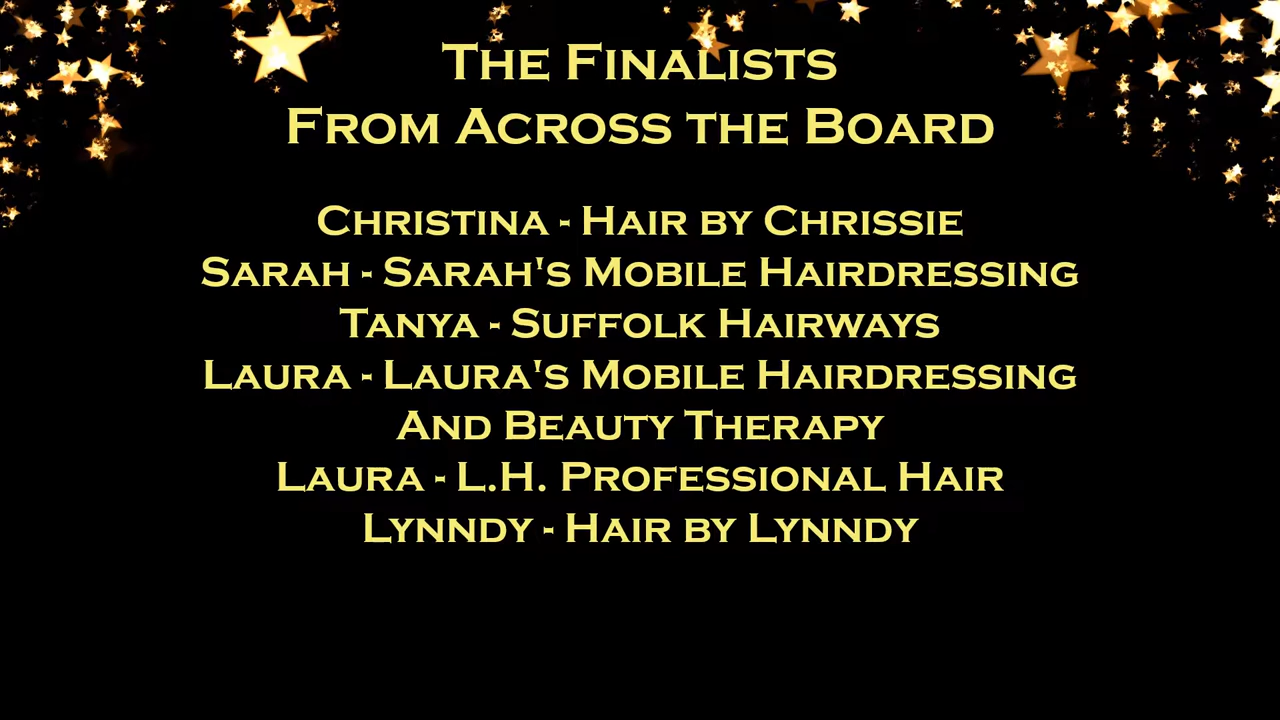 The Finalists
From Across the Board
Christina - Hair by Chrissie
Sarah - Sarah's Mobile Hairdressing
Tanya - Suffolk Hairways
Laura - Laura's Mobile Hairdressing
And Beauty Therapy
Laura - L.H. Professional Hair
Lynndy - Hair by Lynndy